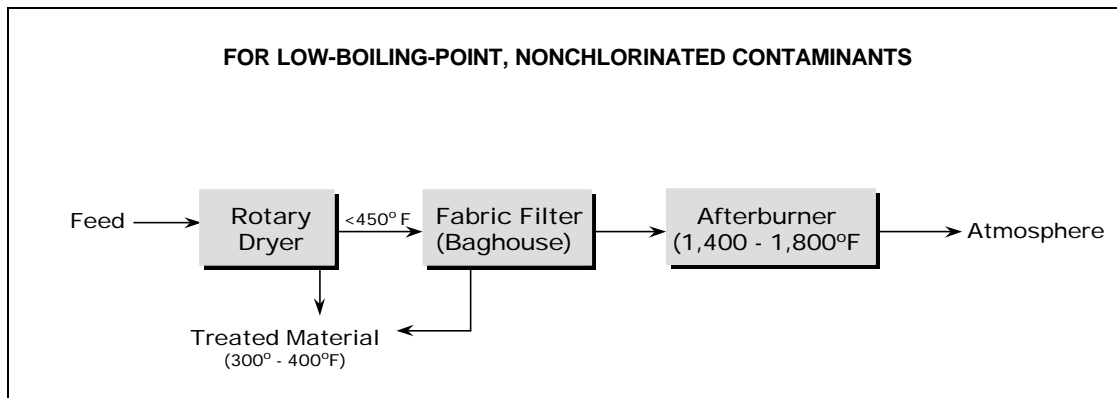 FOR LOW-BOILING-POINT, NONCHLORINATED CONTAMINANTS
Feed
Rotary
Dryer
<450° F
Fabric Filter
(Baghouse)
Afterburner
(1,400 - 1,800°F
Atmosphere
Treated Material
(300° - 400°F)